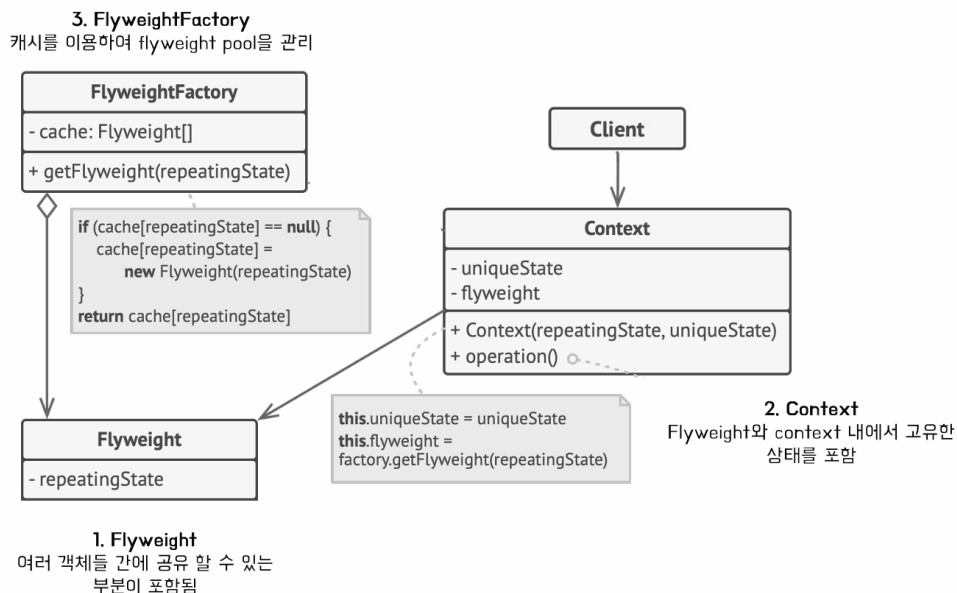 3. FlyweightFactory
캐시를 이용하여 flyweight pool을 관리
FlyweightFactory
- cache: Flyweight[]
+ getFlyweight(repeatingState)
if (cache[repeatingState] == null) {
cache[repeatingState] =
new Flyweight(repeatingState)
}
return cache[repeatingState]
Client
Context
- uniqueState
- flyweight
+ Context(repeatingState, uniqueState)
+ operation()
this.uniqueState = uniqueState
this.flyweight =
factory.getFlyweight(repeatingState)
2. Context
Flyweight와 context 내에서 고유한
상태를 포함
Flyweight
- repeatingState
1. Flyweight
여러 객체들 간에 공유 할 수 있는
부분이 포함됨